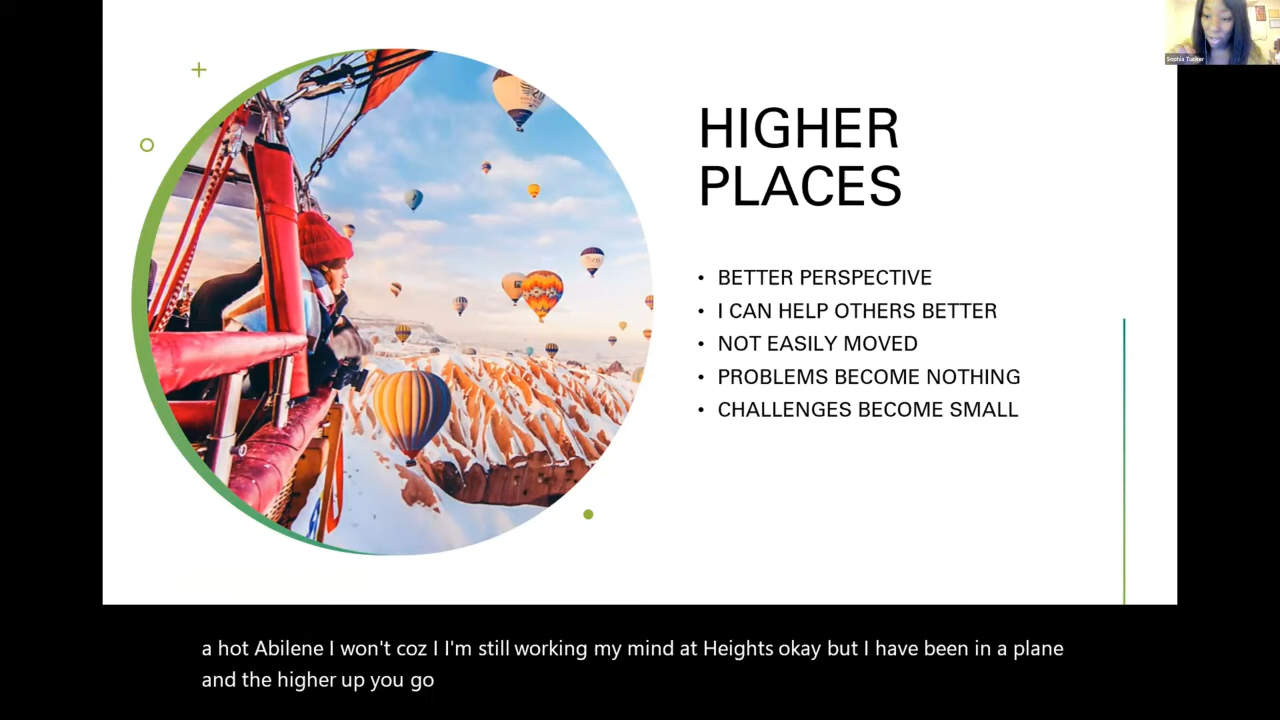 Sophia Tucker
HIGHER
PLACES
• BETTER PERSPECTIVE
• I CAN HELP OTHERS BETTER
• NOT EASILY MOVED
• PROBLEMS BECOME NOTHING
• CHALLENGES BECOME SMALL
a hot Abilene I won't coz I I'm still working my mind at Heights okay but I have been in a plane
and the higher up you go